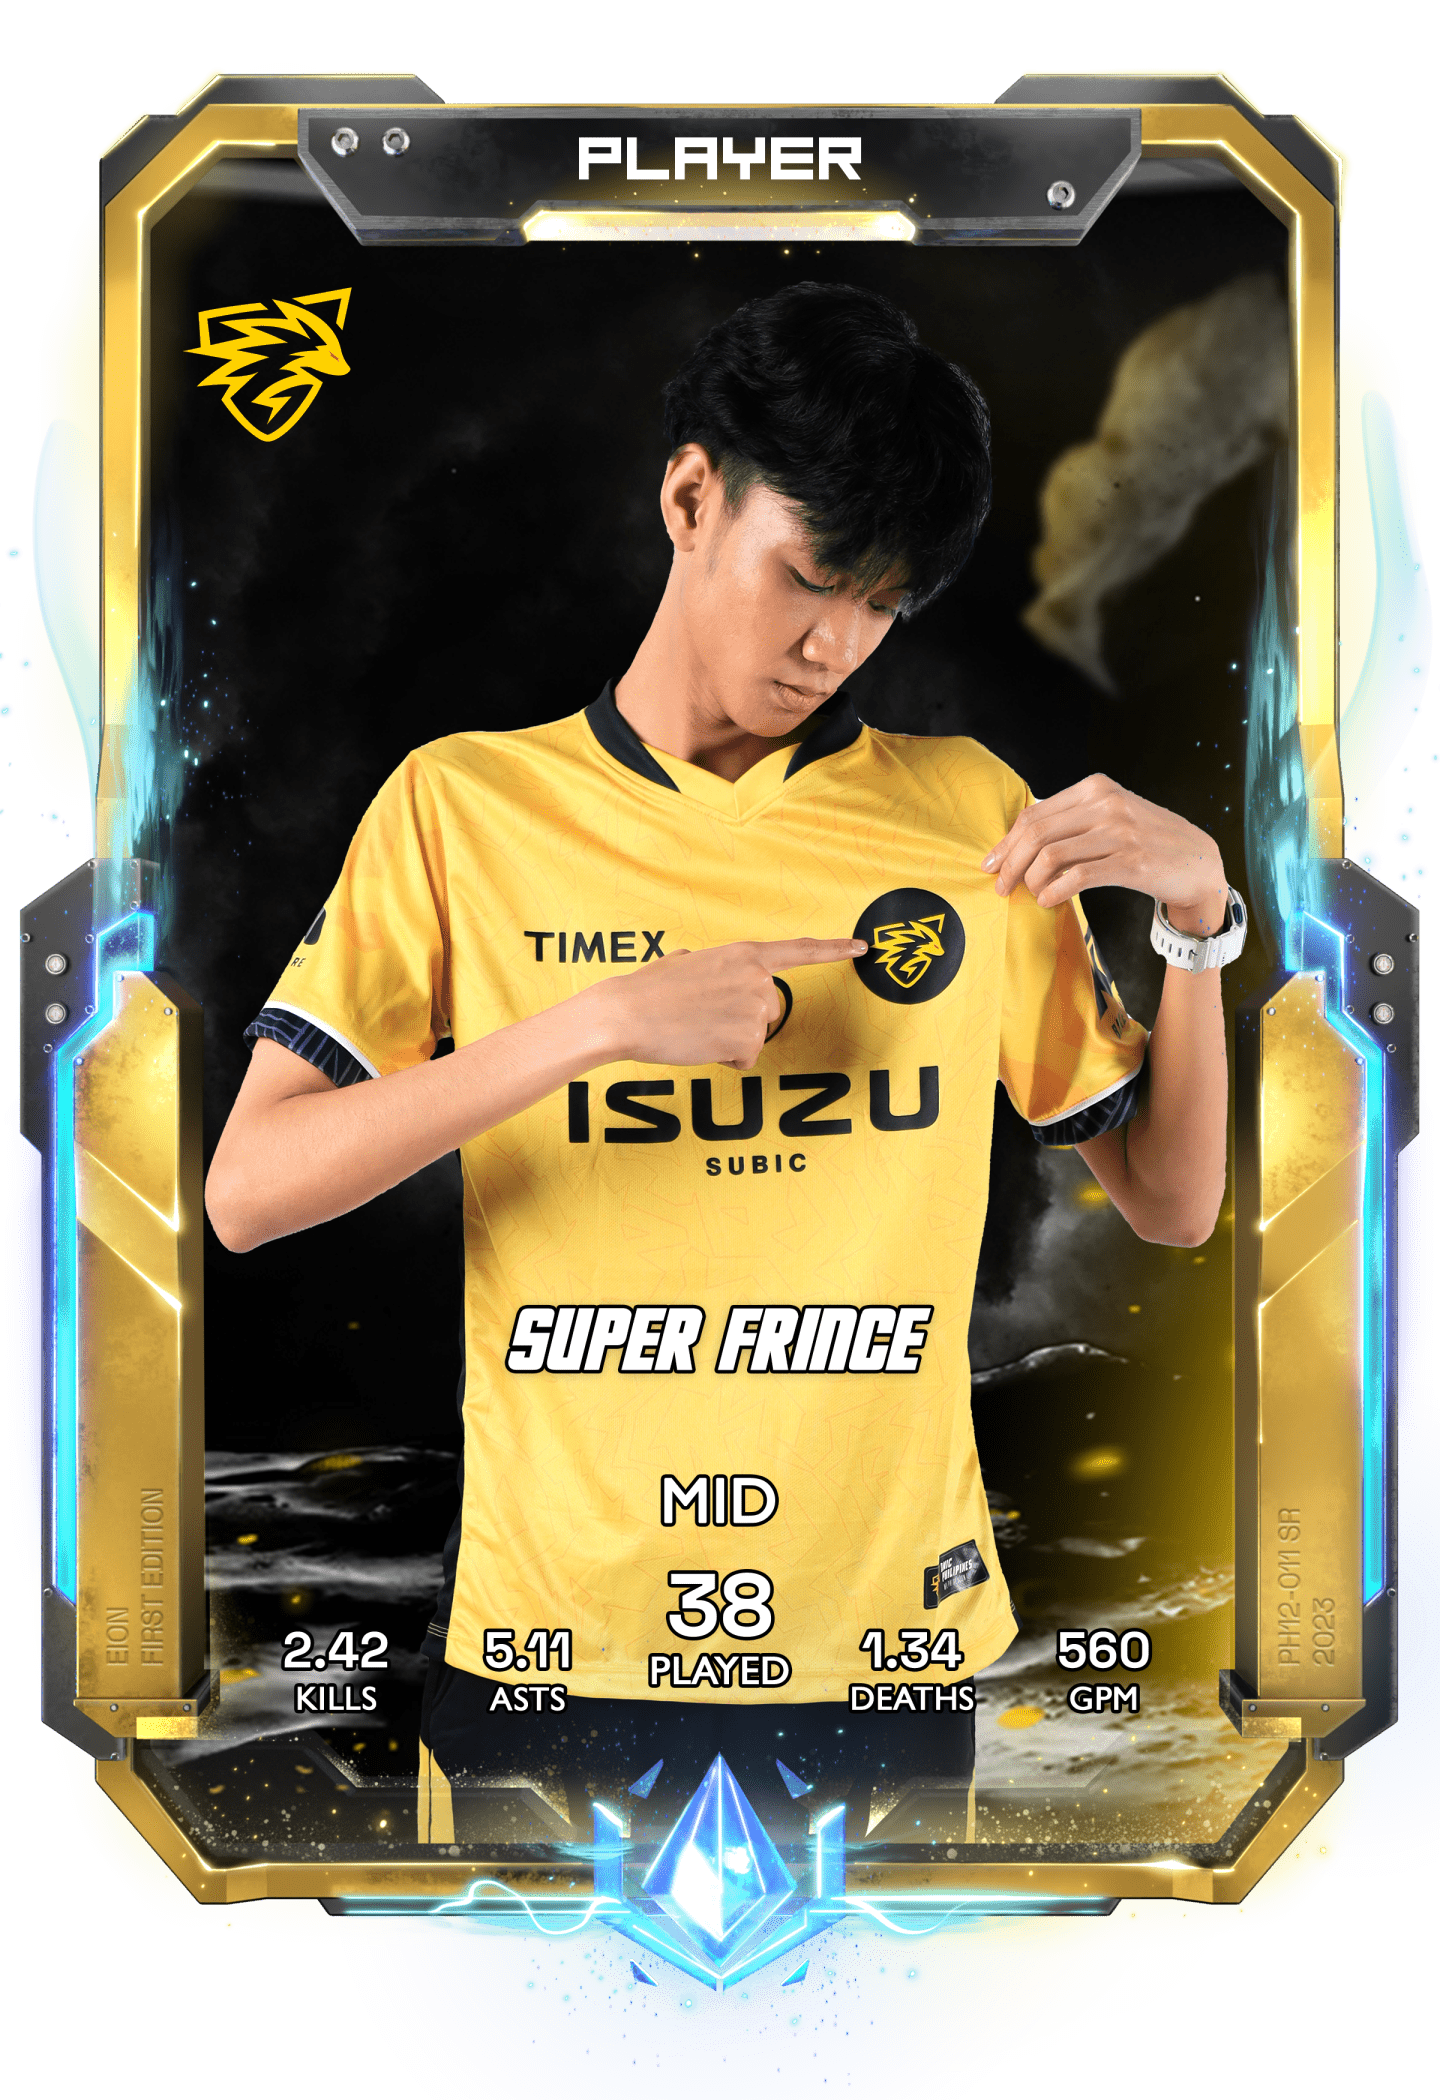 PLAYER
TIMEX
ISUZU
SUBIC
SUPER FRINCE
MID
38
PLAYED
2.42
KILLS
5.11
ASTS
1.34
DEATHS
560
GPM
EION
FIRST EDITION
PH12-011 SR
2023